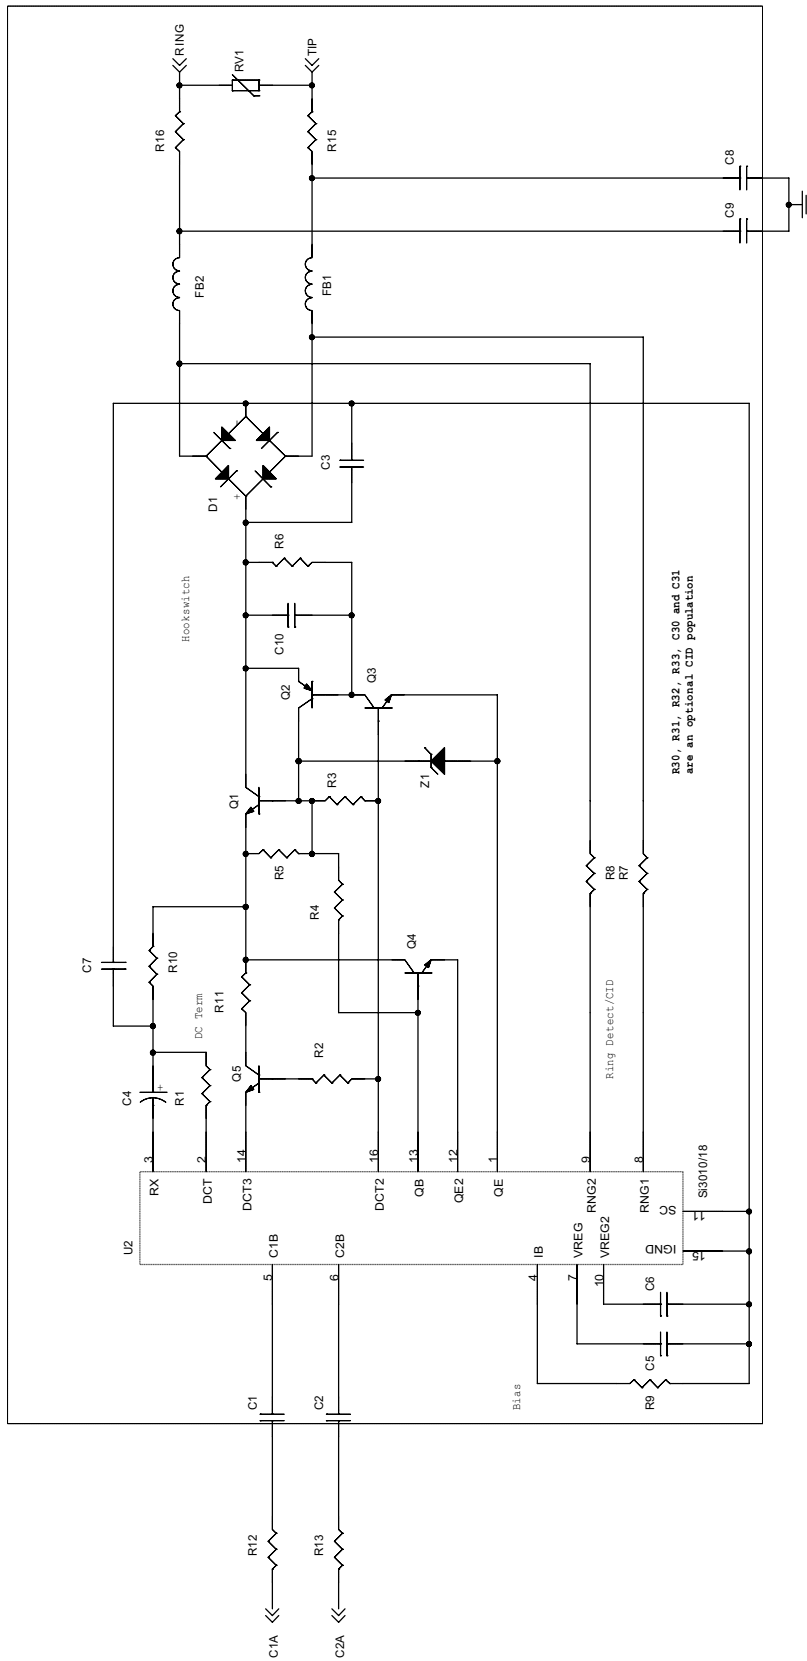 RING
TIP
RV1
R16
R15
C8
C9
FB2
FB1
D1
+
-
C3
R6
Hookswitch
C10
Q2
Q3
Q1
R3
Z1
R5
R4
R30, R31, R32, R33, C30 and C31
are an optional CID population
R8
R7
C7
R10
R11
Q4
DC Term
C4
+
R1
Q5
R2
Ring Detect/CID
3
2
14
16
13
12
1
9
8
RX
DCT
DCT3
DCT2
QB
QE2
QE
RNG2
RNG1
SC
11
Si3010/18
IGND
15
U2
C1B
C2B
IB
VREG
VREG2
5
6
4
7
10
C6
C5
R9
Bias
C1
C2
R12
R13
C1A
C2A